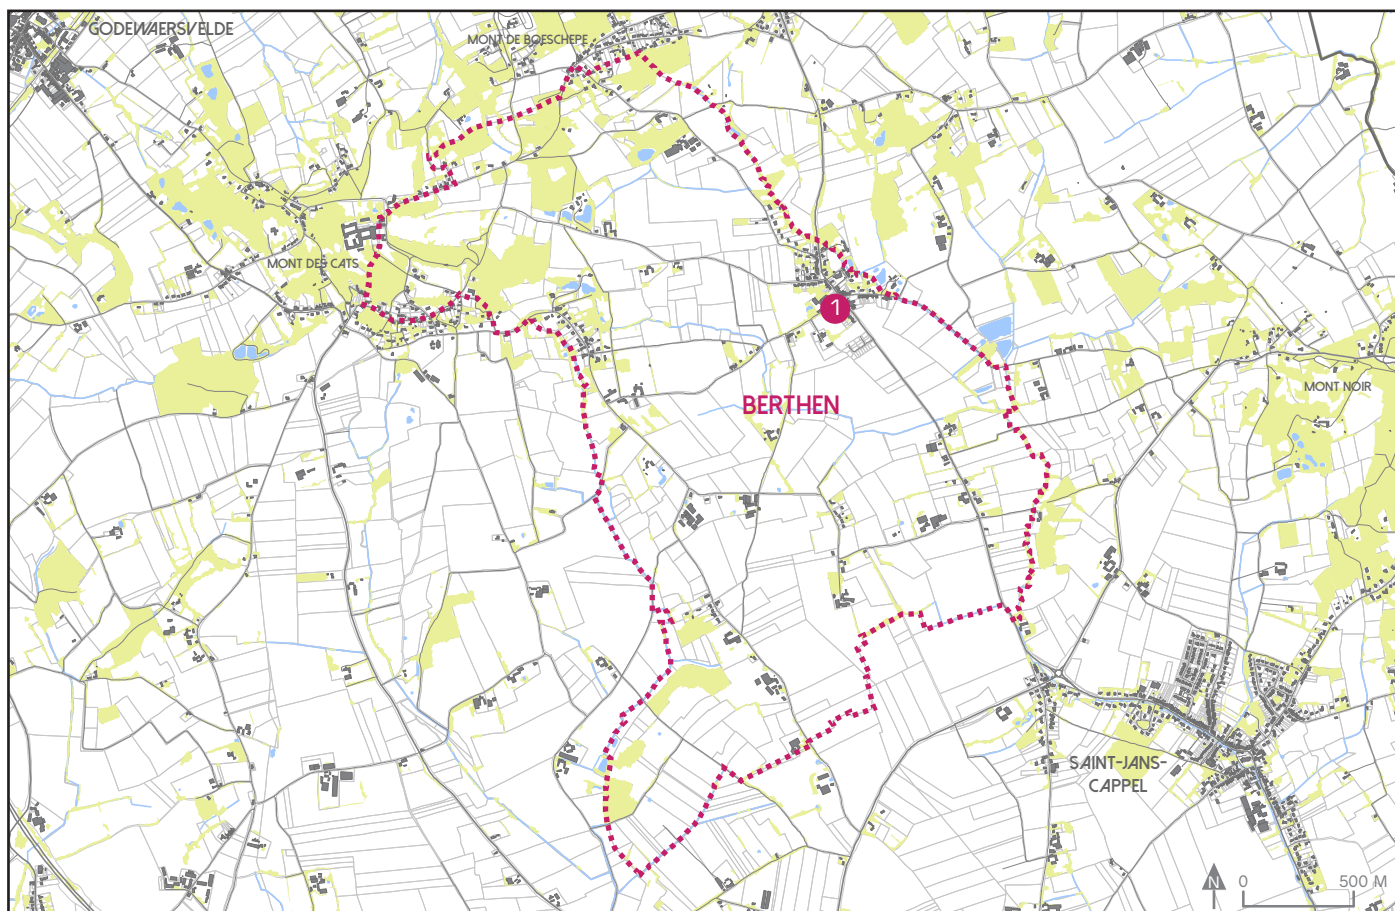 GODEWAERSVELDE
MONT DE BOESCHEPE
MONT DES CATS
1
BERTHEN
MONT NOIR
SAINT-JANS-
CAPPEL
N
0
500 M